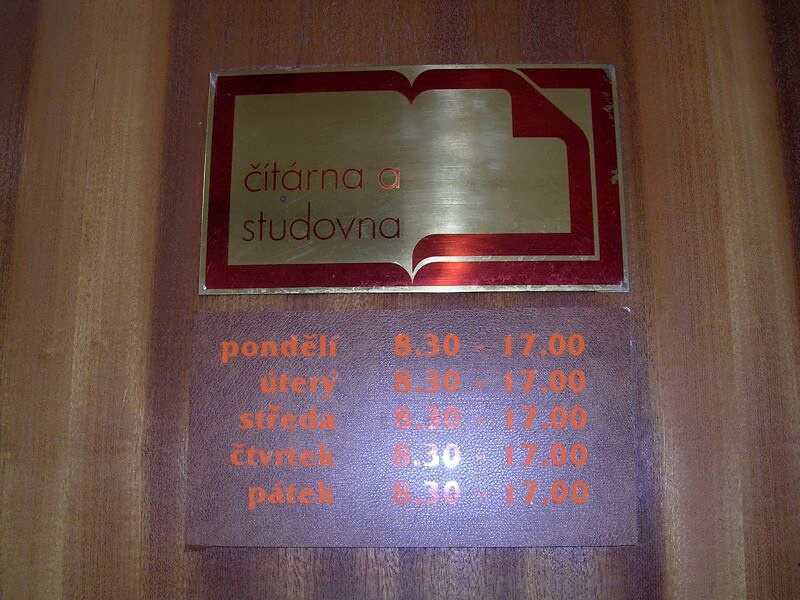 čítárna a
studovna
pondělí 8.30 - 17.00
úterý 8.30 - 17.00
středa 8.30 - 17.00
čtvrtek 8.30 - 17.00
pátek 8.30 - 17.00